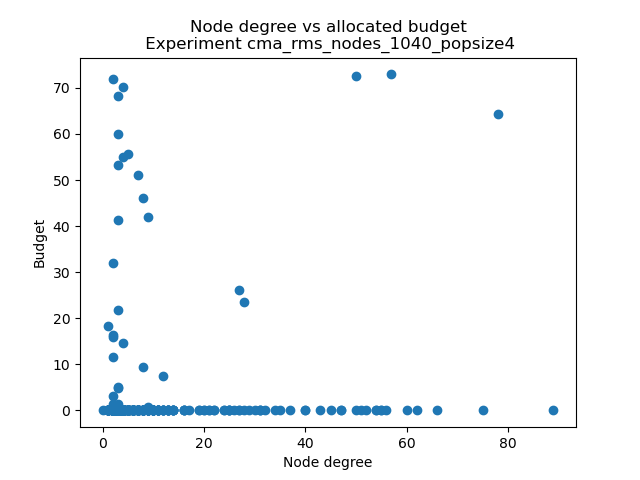 Node degree vs allocated budget
Experiment cma_rms_nodes_1040_popsize4
70
60
50
40
30
20
10
0
Budget
0 20 40 60 80
Node degree